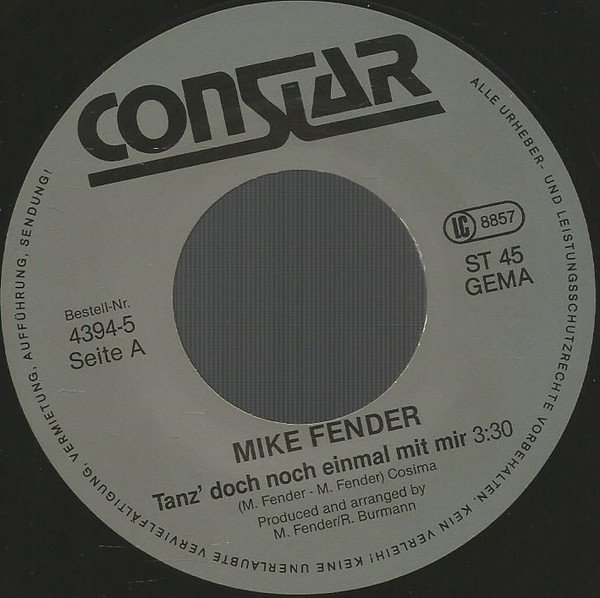 CONSTAR
LC 8857
ST 45
GEMA
Bestell-Nr.
4394-5
Seite A
MIKE FENDER
Tanz' doch noch einmal mit mir 3:30
(M. Fender - M. Fender) Cosima
Produced and arranged by
M. Fender/R. Burmann
ALLE URHEBER- UND LEISTUNGSSCHUTZRECHTE VORBEHALTEN. KEIN VERLEIH! KEINE UNERLAUBTE VERVIELFÄLTIGUNG, VERMIETUNG, AUFFÜHRUNG, SENDUNG!